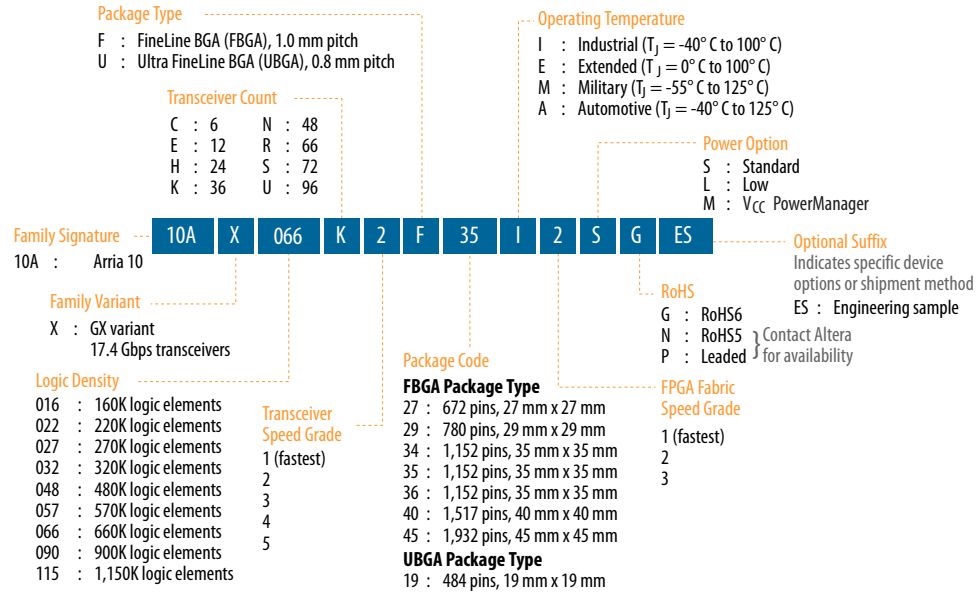 Package Type
F : FineLine BGA (FBGA), 1.0 mm pitch
U : Ultra FineLine BGA (UBGA), 0.8 mm pitch
Operating Temperature
I : Industrial (TJ = -40° C to 100° C)
E : Extended (TJ = 0° C to 100° C)
M : Military (TJ = -55° C to 125° C)
A : Automotive (TJ = -40° C to 125° C)
Transceiver Count
C : 6 N : 48
E : 12 R : 66
H : 24 S : 72
K : 36 U : 96
Power Option
S : Standard
L : Low
M : VCC PowerManager
10A X 066 K 2 F 35 I 2 S G ES
Family Signature
10A : Arria 10
Optional Suffix
Indicates specific device
options or shipment method
ES : Engineering sample
Family Variant
X : GX variant
17.4 Gbps transceivers
RoHS
G : RoHS6
N : RoHS5
P : Leaded
Contact Altera
for availability
Logic Density
016 : 160K logic elements
022 : 220K logic elements
027 : 270K logic elements
032 : 320K logic elements
048 : 480K logic elements
057 : 570K logic elements
066 : 660K logic elements
090 : 900K logic elements
115 : 1,150K logic elements
Transceiver
Speed Grade
1 (fastest)
2
3
4
5
Package Code
FBGA Package Type
27 : 672 pins, 27 mm x 27 mm
29 : 780 pins, 29 mm x 29 mm
34 : 1,152 pins, 35 mm x 35 mm
35 : 1,152 pins, 35 mm x 35 mm
36 : 1,152 pins, 35 mm x 35 mm
40 : 1,517 pins, 40 mm x 40 mm
45 : 1,932 pins, 45 mm x 45 mm
UBGA Package Type
19 : 484 pins, 19 mm x 19 mm
FPGA Fabric
Speed Grade
1 (fastest)
2
3